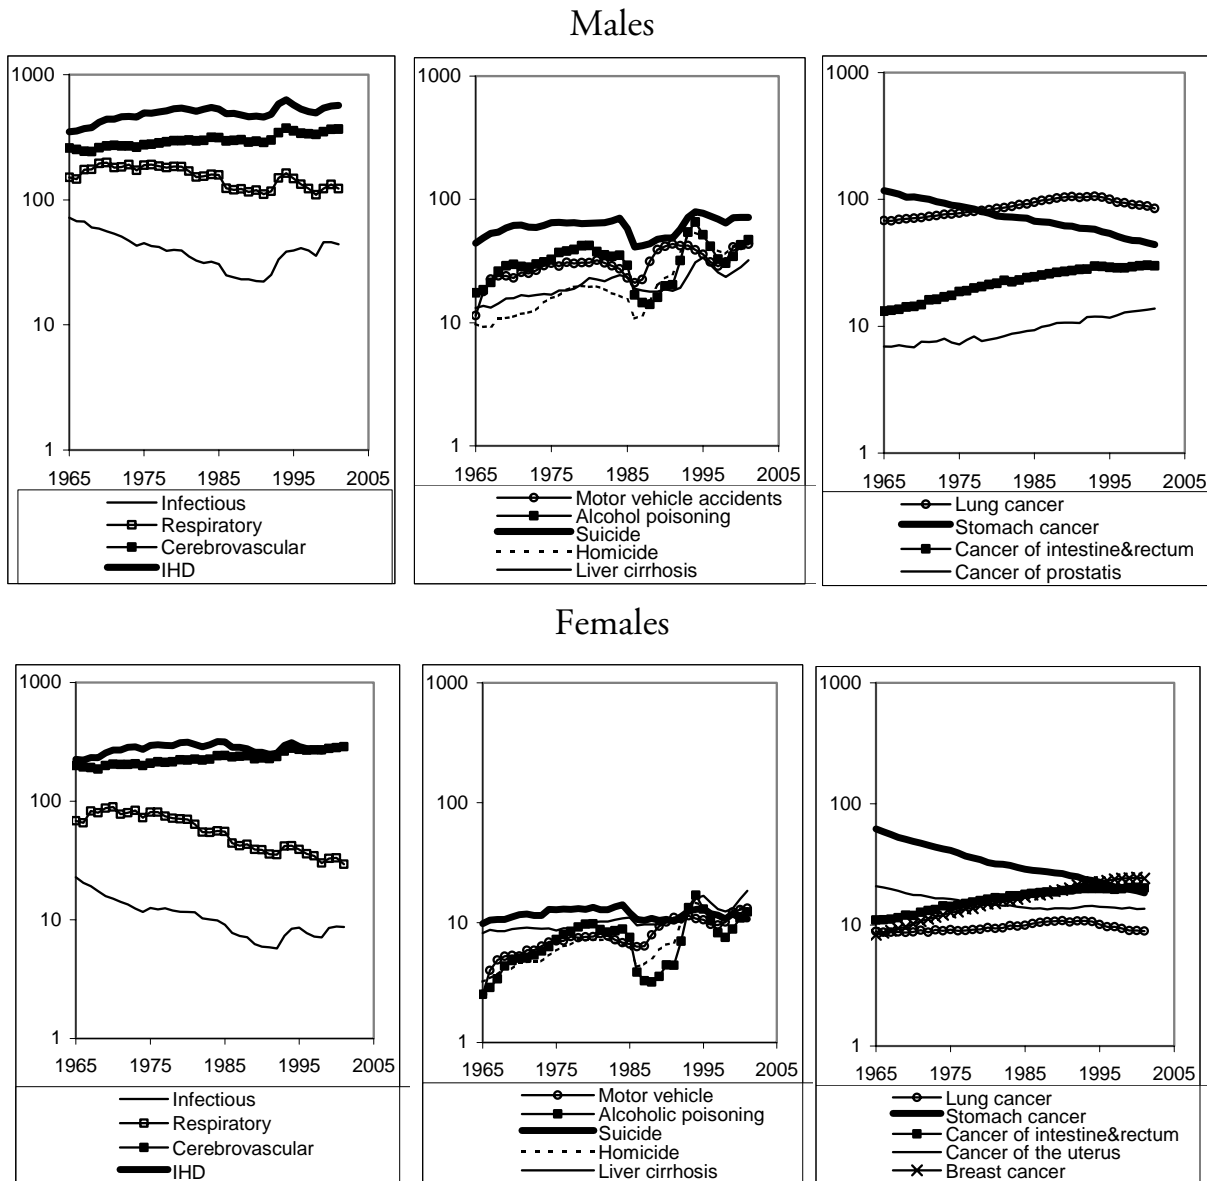 Males
1000
100
10
1
1965 1975 1985 1995 2005
Infectious
Respiratory
Cerebrovascular
IHD
1000
100
10
1
1965 1975 1985 1995 2005
Motor vehicle accidents
Alcohol poisoning
Suicide
Homicide
Liver cirrhosis
1000
100
10
1
1965 1975 1985 1995 2005
Lung cancer
Stomach cancer
Cancer of intestine&rectum
Cancer of prostatis
Females
1000
100
10
1
1965 1975 1985 1995 2005
Infectious
Respiratory
Cerebrovascular
IHD
1000
100
10
1
1965 1975 1985 1995 2005
Motor vehicle
Alcoholic poisoning
Suicide
Homicide
Liver cirrhosis
1000
100
10
1
1965 1975 1985 1995 2005
Lung cancer
Stomach cancer
Cancer of intestine&rectum
Cancer of the uterus
Breast cancer